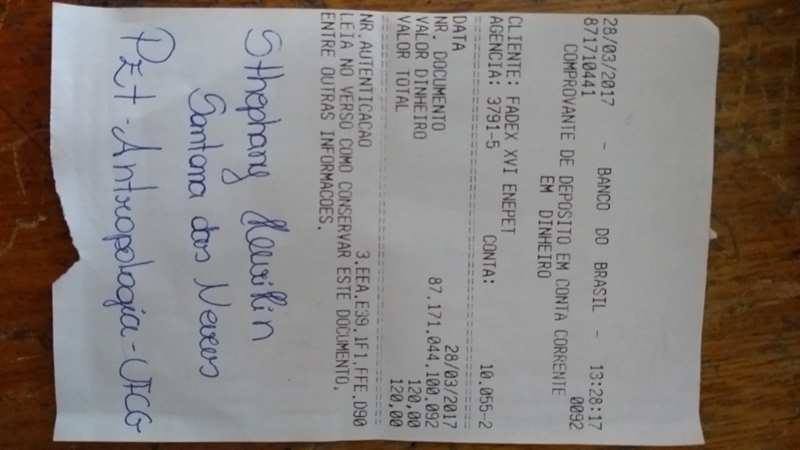 28/03/2017 - BANCO DO BRASIL - 13:28:17
871710441 0092
COMPROVANTE DE DEPOSITO EM CONTA CORRENTE
EM DINHEIRO
CLIENTE: FADEX XVI ENEPET
AGENCIA: 3791-5 CONTA: 10.055-2
DATA 28/03/2017
NR. DOCUMENTO 87.171.044.100.092
VALOR DINHEIRO 120,00
VALOR TOTAL 120,00
NR.AUTENTICACAO 3.EEA.E39.1F1.FFE.D90
LEIA NO VERSO COMO CONSERVAR ESTE DOCUMENTO,
ENTRE OUTRAS INFORMACOES.
Sthephany
Santana dos Neves
PET - Antropologia - UFCG